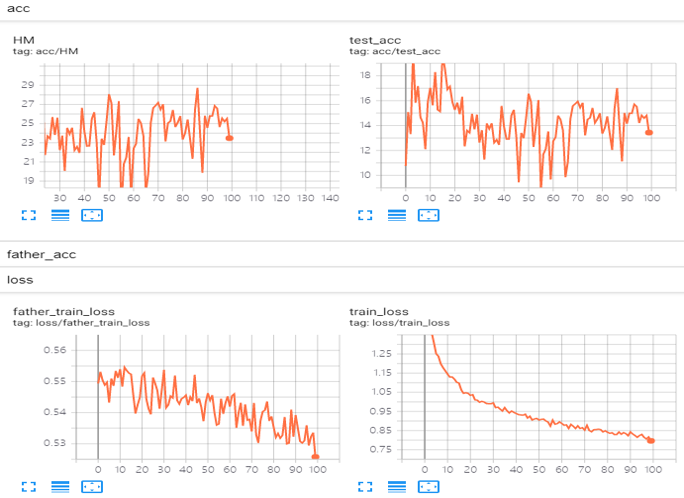 acc
HM
tag: acc/HM
29
27
25
23
21
19
30 40 50 60 70 80 90 100 110 120 130 140
test_acc
tag: acc/test_acc
18
16
14
12
10
0 10 20 30 40 50 60 70 80 90 100
father_acc
loss
father_train_loss
tag: loss/father_train_loss
0.56
0.55
0.54
0.53
0 10 20 30 40 50 60 70 80 90 100
train_loss
tag: loss/train_loss
1.25
1.15
1.05
0.95
0.85
0.75
0 10 20 30 40 50 60 70 80 90 100